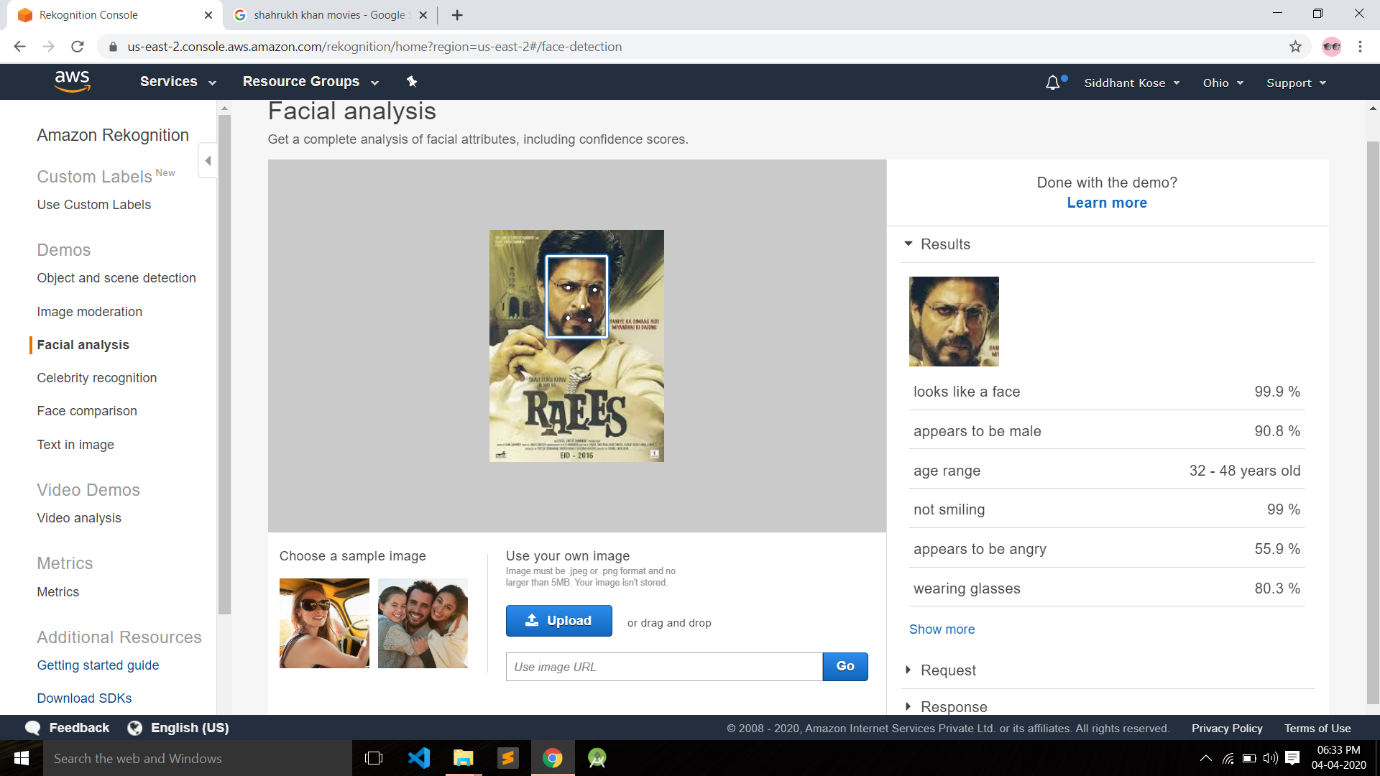 Rekognition Console
shahrukh khan movies - Google
us-east-2.console.aws.amazon.com/rekognition/home?region=us-east-2#/face-detection
aws
Services
Resource Groups
Siddhant Kose
Ohio
Support
Amazon Rekognition
Custom Labels New
Use Custom Labels
Demos
Object and scene detection
Image moderation
Facial analysis
Celebrity recognition
Face comparison
Text in image
Video Demos
Video analysis
Metrics
Metrics
Additional Resources
Getting started guide
Download SDKs
Facial analysis
Get a complete analysis of facial attributes, including confidence scores.
RAEES
EID - 2016
Choose a sample image
Use your own image
Image must be .jpeg or .png format and no
larger than 5MB. Your image isn't stored.
Upload
or drag and drop
Use image URL
Go
Done with the demo?
Learn more
Results
looks like a face 99.9 %
appears to be male 90.8 %
age range 32 - 48 years old
not smiling 99 %
appears to be angry 55.9 %
wearing glasses 80.3 %
Show more
Request
Response
Feedback
English (US)
© 2008 - 2020, Amazon Internet Services Private Ltd. or its affiliates. All rights reserved.
Privacy Policy
Terms of Use
Search the web and Windows
06:33 PM
04-04-2020